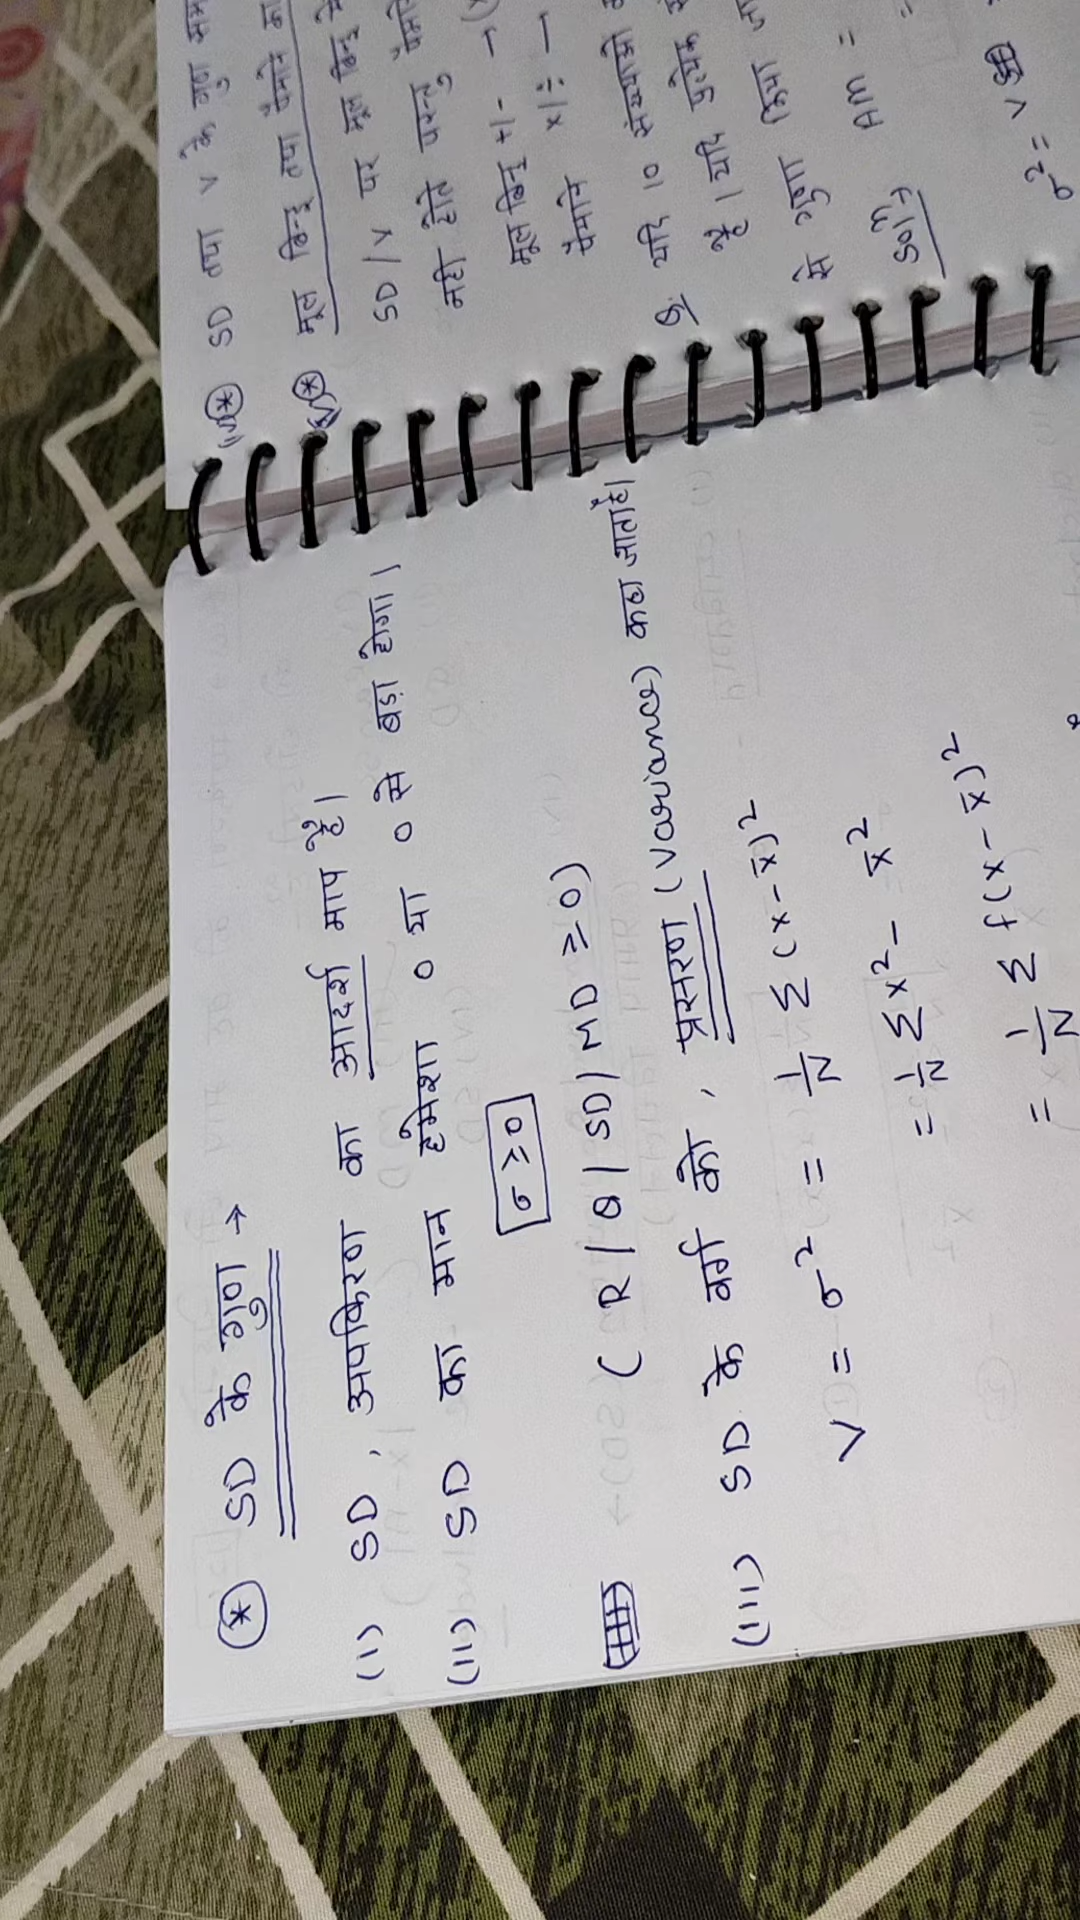 * SD के गुण →
(I) SD, अपकिरण का आदर्श माप है।
(II) SD का मान हमेशा 0 या 0 से बड़ा होगा।
σ ≥ 0
( R / Q / SD / MD ≥ 0)
(III) SD के वर्ग को, प्रसरण (Variance) कहा जाता है।
V = σ² = 1/N Σ (x - x̄)²
= 1/N Σx² - x̄²
= 1/N Σ f(x - x̄)²
(IV)* SD तथा V के गुण
(V)* मूल बिन्दु तथा पैमाने
SD / V पर मूल बिन्दु
नही होते परन्तु
मूल बिन्दु +/- →
पैमाने ×/÷ →
Q. यदि 10 संख्याओं
है। यदि प्रत्येक
से गुणा किया
Solⁿ→ AM =
σ² = V